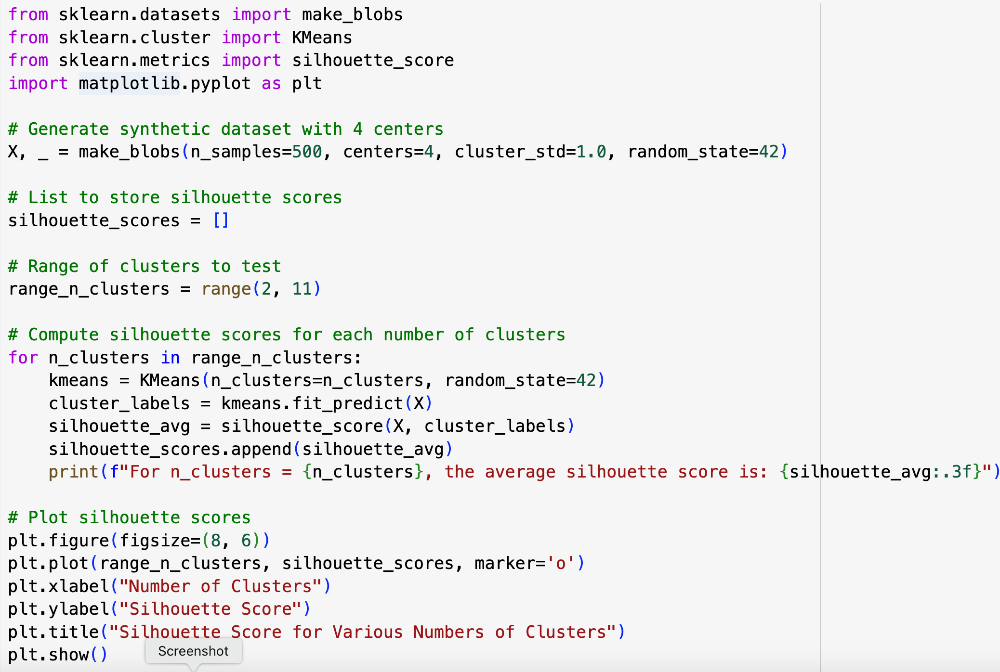 from sklearn.datasets import make_blobs
from sklearn.cluster import KMeans
from sklearn.metrics import silhouette_score
import matplotlib.pyplot as plt
# Generate synthetic dataset with 4 centers
X, _ = make_blobs(n_samples=500, centers=4, cluster_std=1.0, random_state=42)
# List to store silhouette scores
silhouette_scores = []
# Range of clusters to test
range_n_clusters = range(2, 11)
# Compute silhouette scores for each number of clusters
for n_clusters in range_n_clusters:
    kmeans = KMeans(n_clusters=n_clusters, random_state=42)
    cluster_labels = kmeans.fit_predict(X)
    silhouette_avg = silhouette_score(X, cluster_labels)
    silhouette_scores.append(silhouette_avg)
    print(f"For n_clusters = {n_clusters}, the average silhouette score is: {silhouette_avg:.3f}")
# Plot silhouette scores
plt.figure(figsize=(8, 6))
plt.plot(range_n_clusters, silhouette_scores, marker='o')
plt.xlabel("Number of Clusters")
plt.ylabel("Silhouette Score")
plt.title("Silhouette Score for Various Numbers of Clusters")
plt.show()
Screenshot